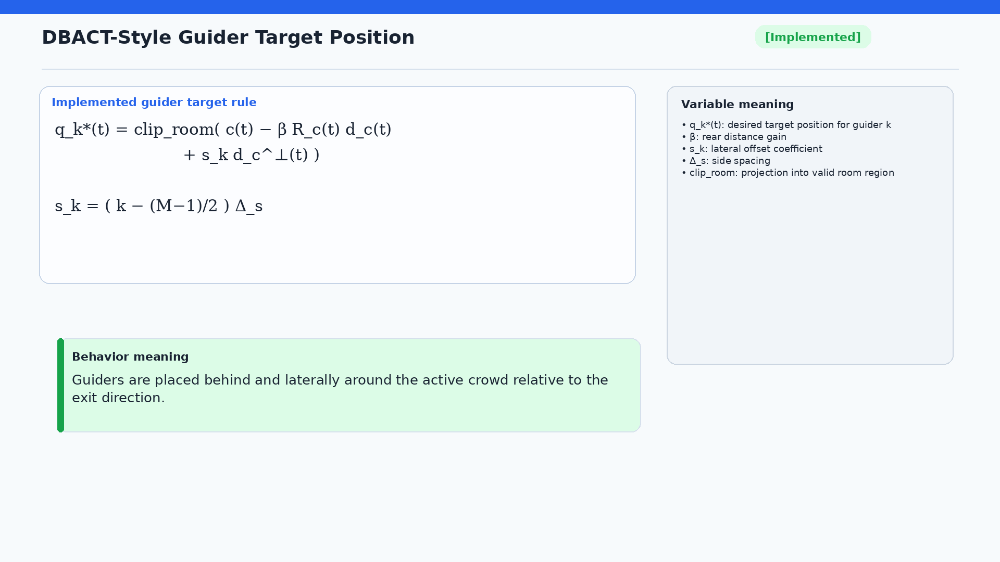 DBACT-Style Guider Target Position
[Implemented]
Implemented guider target rule
q_k*(t) = clip_room( c(t) − β R_c(t) d_c(t)
+ s_k d_c^⊥(t) )
s_k = ( k − (M−1)/2 ) Δ_s
Variable meaning
• q_k*(t): desired target position for guider k
• β: rear distance gain
• s_k: lateral offset coefficient
• Δ_s: side spacing
• clip_room: projection into valid room region
Behavior meaning
Guiders are placed behind and laterally around the active crowd relative to the
exit direction.